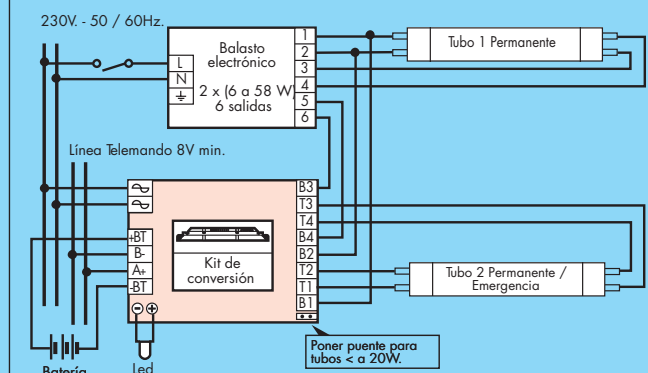 230V. - 50 / 60Hz.
L
N
Balasto
electrónico
2 x (6 a 58 W)
6 salidas
1
2
3
4
5
6
Tubo 1 Permanente
Línea Telemando 8V min.
+BT
B-
A+
-BT
Kit de
conversión
B3
T3
T4
B4
B2
T2
T1
B1
Tubo 2 Permanente /
Emergencia
Poner puente para
tubos < a 20W.
Batería
Led